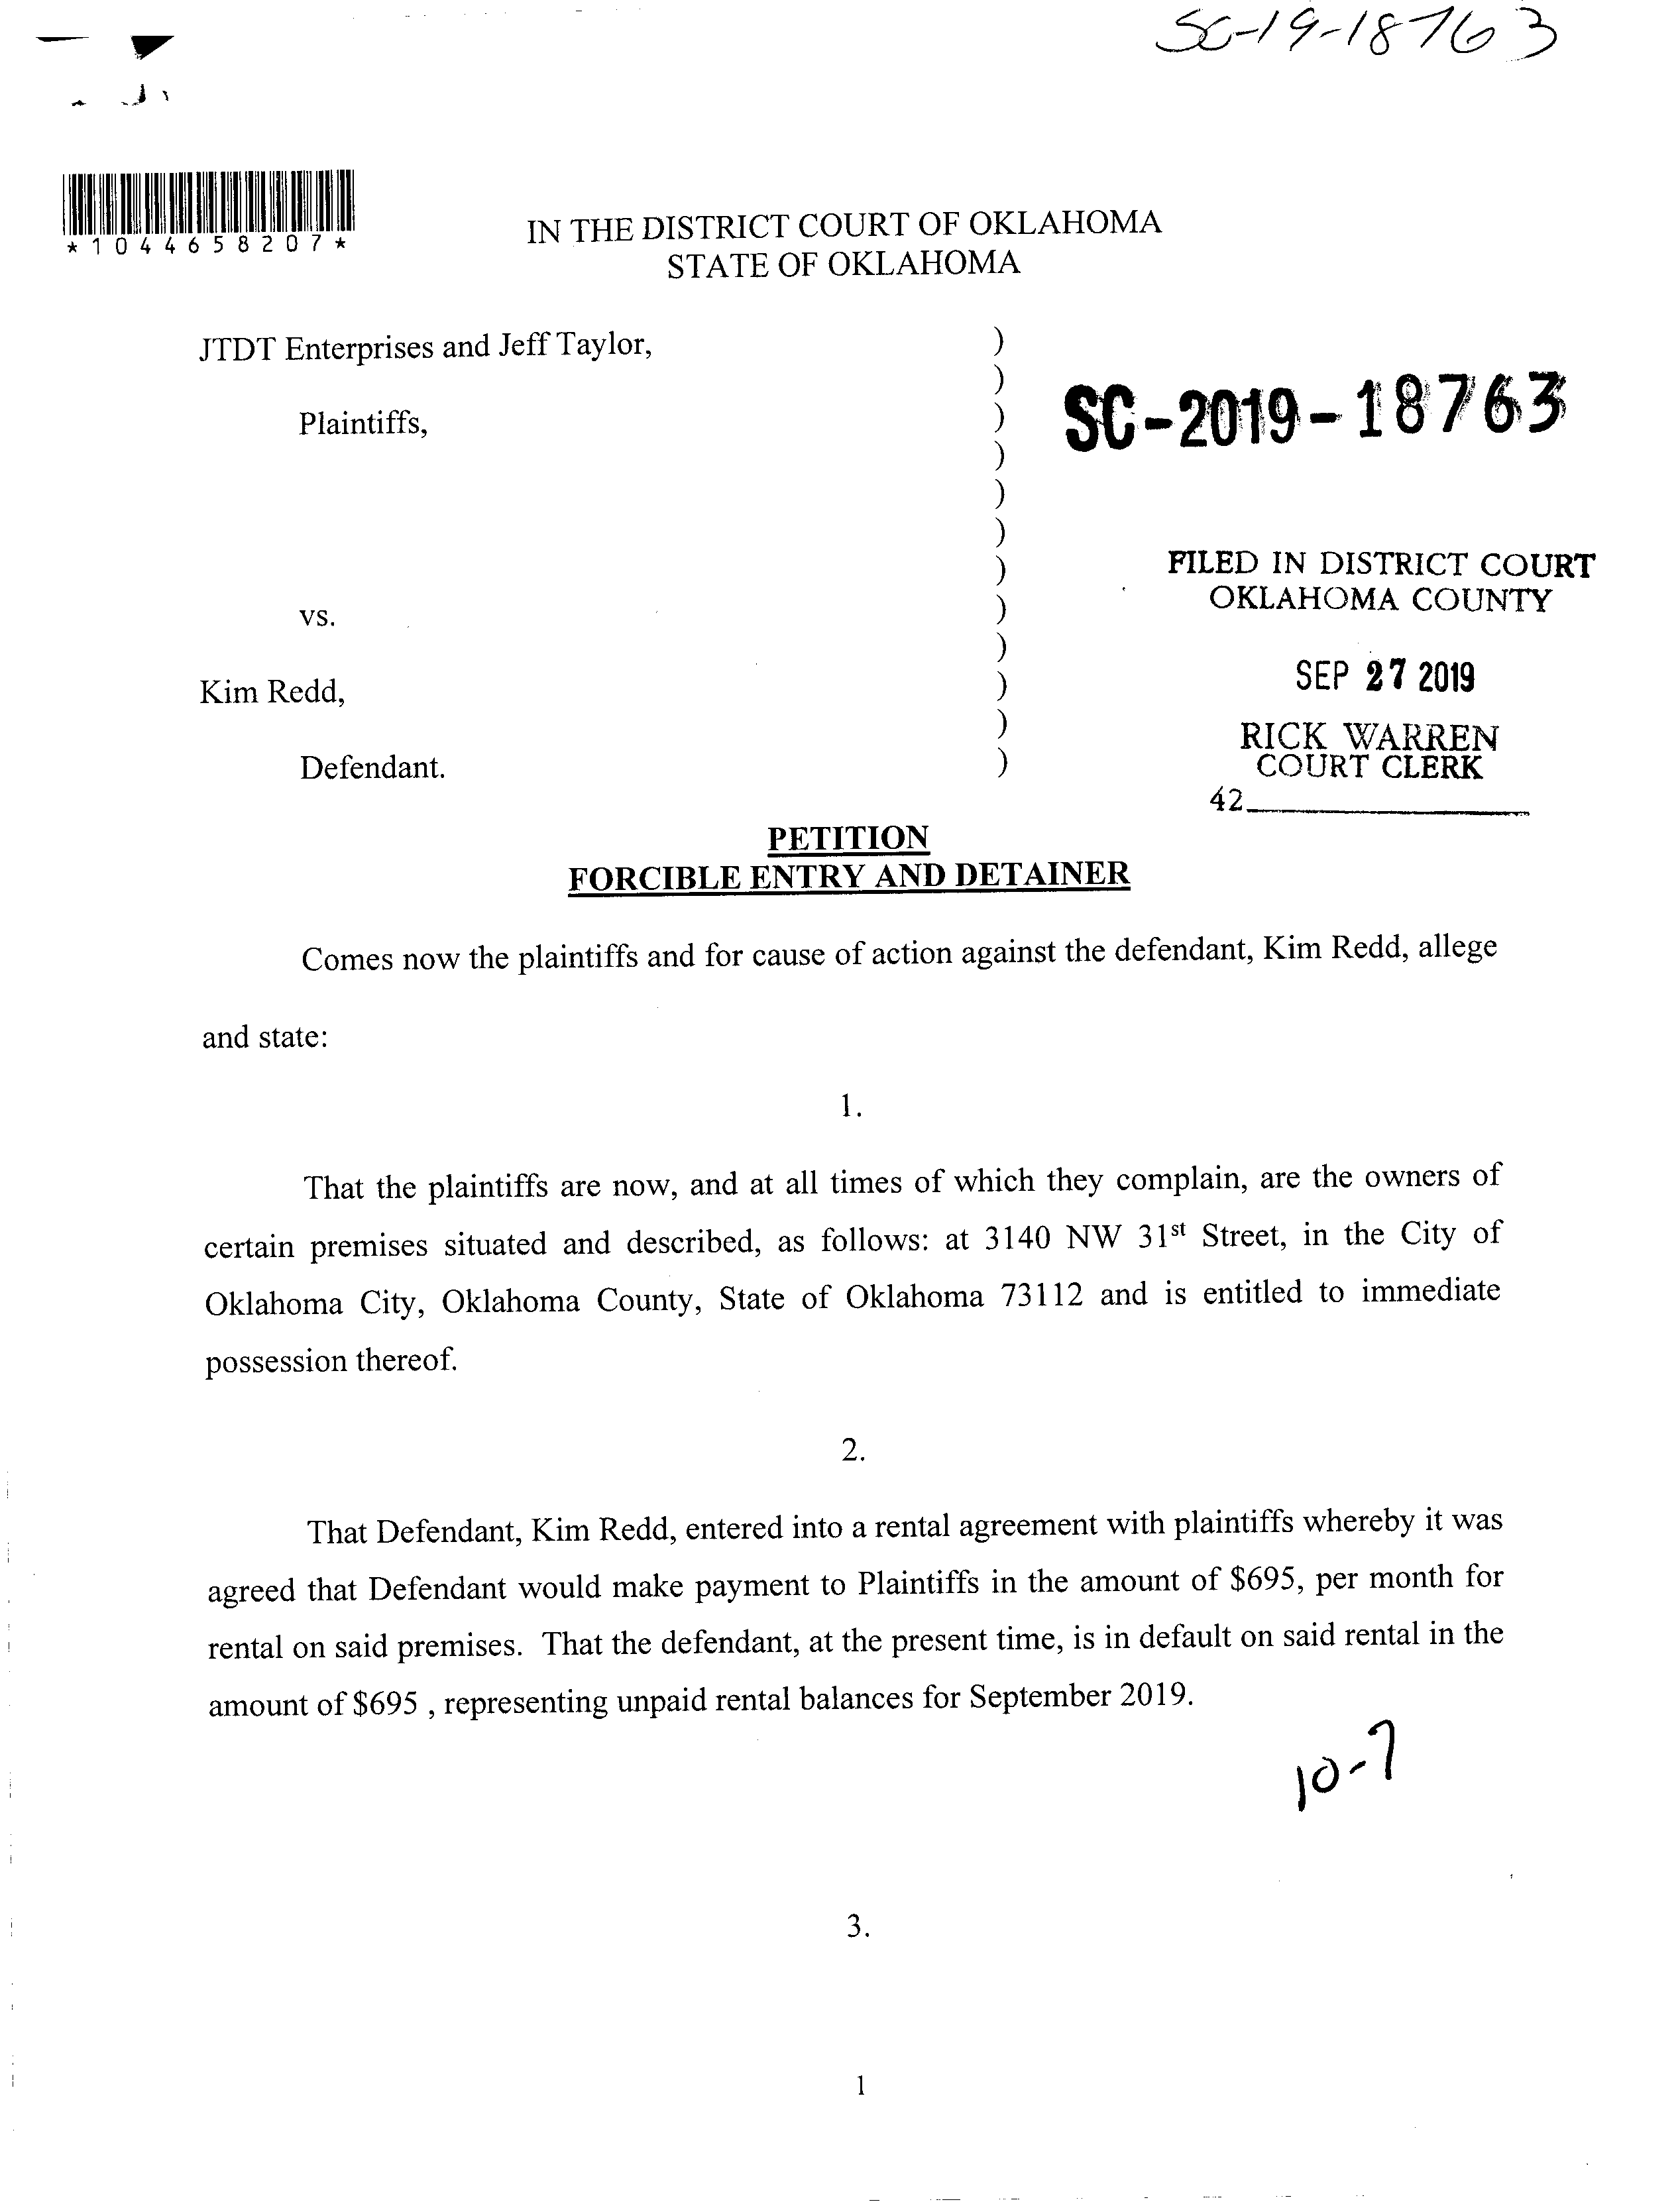 SC-19-18763
*1044658207*
IN THE DISTRICT COURT OF OKLAHOMA
STATE OF OKLAHOMA
JTDT Enterprises and Jeff Taylor, )
)
Plaintiffs, )
)
)
)
)
vs. )
)
Kim Redd, )
)
Defendant. )
SC-2019-18763
FILED IN DISTRICT COURT
OKLAHOMA COUNTY
SEP 27 2019
RICK WARREN
COURT CLERK
42
PETITION
FORCIBLE ENTRY AND DETAINER
Comes now the plaintiffs and for cause of action against the defendant, Kim Redd, allege
and state:
1.
That the plaintiffs are now, and at all times of which they complain, are the owners of
certain premises situated and described, as follows: at 3140 NW 31st Street, in the City of
Oklahoma City, Oklahoma County, State of Oklahoma 73112 and is entitled to immediate
possession thereof.
2.
That Defendant, Kim Redd, entered into a rental agreement with plaintiffs whereby it was
agreed that Defendant would make payment to Plaintiffs in the amount of $695, per month for
rental on said premises. That the defendant, at the present time, is in default on said rental in the
amount of $695 , representing unpaid rental balances for September 2019.
10-7
3.
1